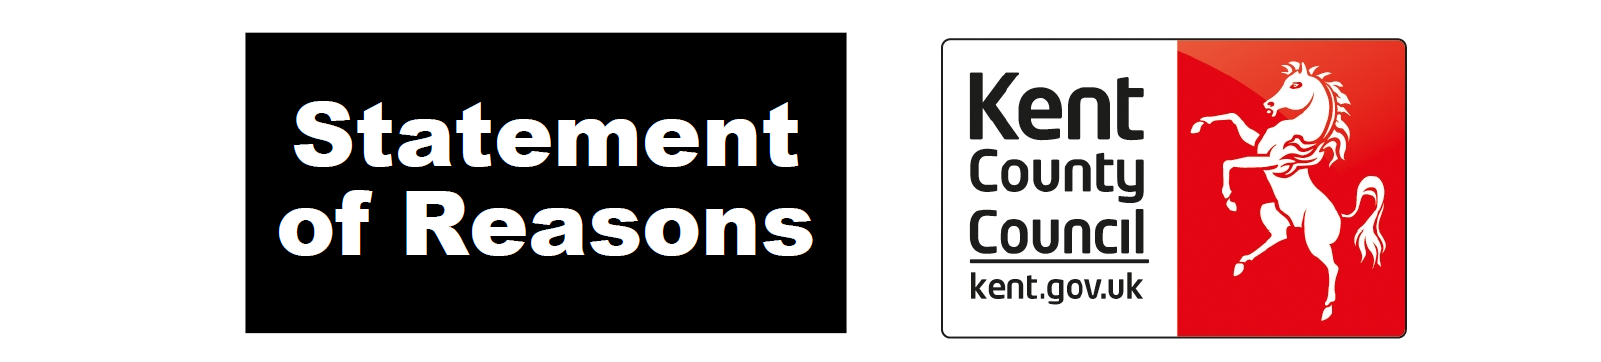 Statement
of Reasons
Kent
County
Council
kent.gov.uk